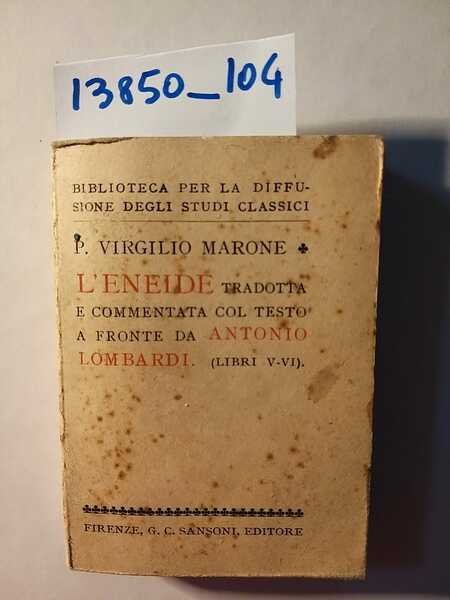 13850_104
BIBLIOTECA PER LA DIFFU-
SIONE DEGLI STUDI CLASSICI
P. VIRGILIO MARONE ♣
L'ENEIDE TRADOTTA
E COMMENTATA COL TESTO
A FRONTE DA ANTONIO
LOMBARDI. (LIBRI V-VI).
FIRENZE, G. C. SANSONI, EDITORE